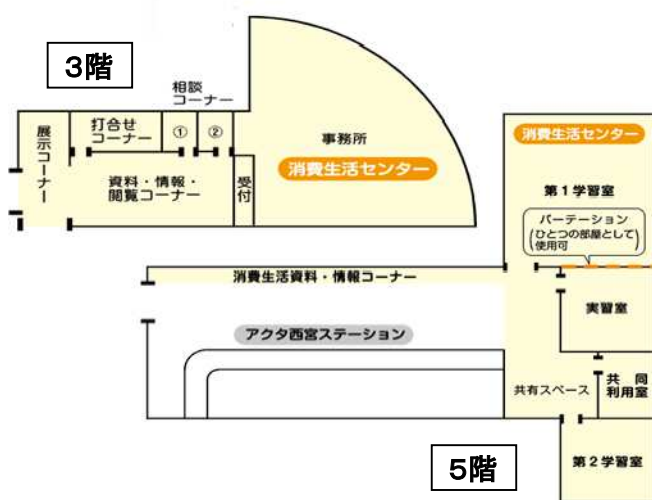 3階
相談
コーナー
展示コーナー
打合せ
コーナー
①
②
事務所
消費生活センター
資料・情報・
閲覧コーナー
受付
消費生活センター
第1学習室
パーテーション
(ひとつの部屋として
使用可)
消費生活資料・情報コーナー
実習室
アクタ西宮ステーション
共有スペース
共同
利用室
5階
第2学習室